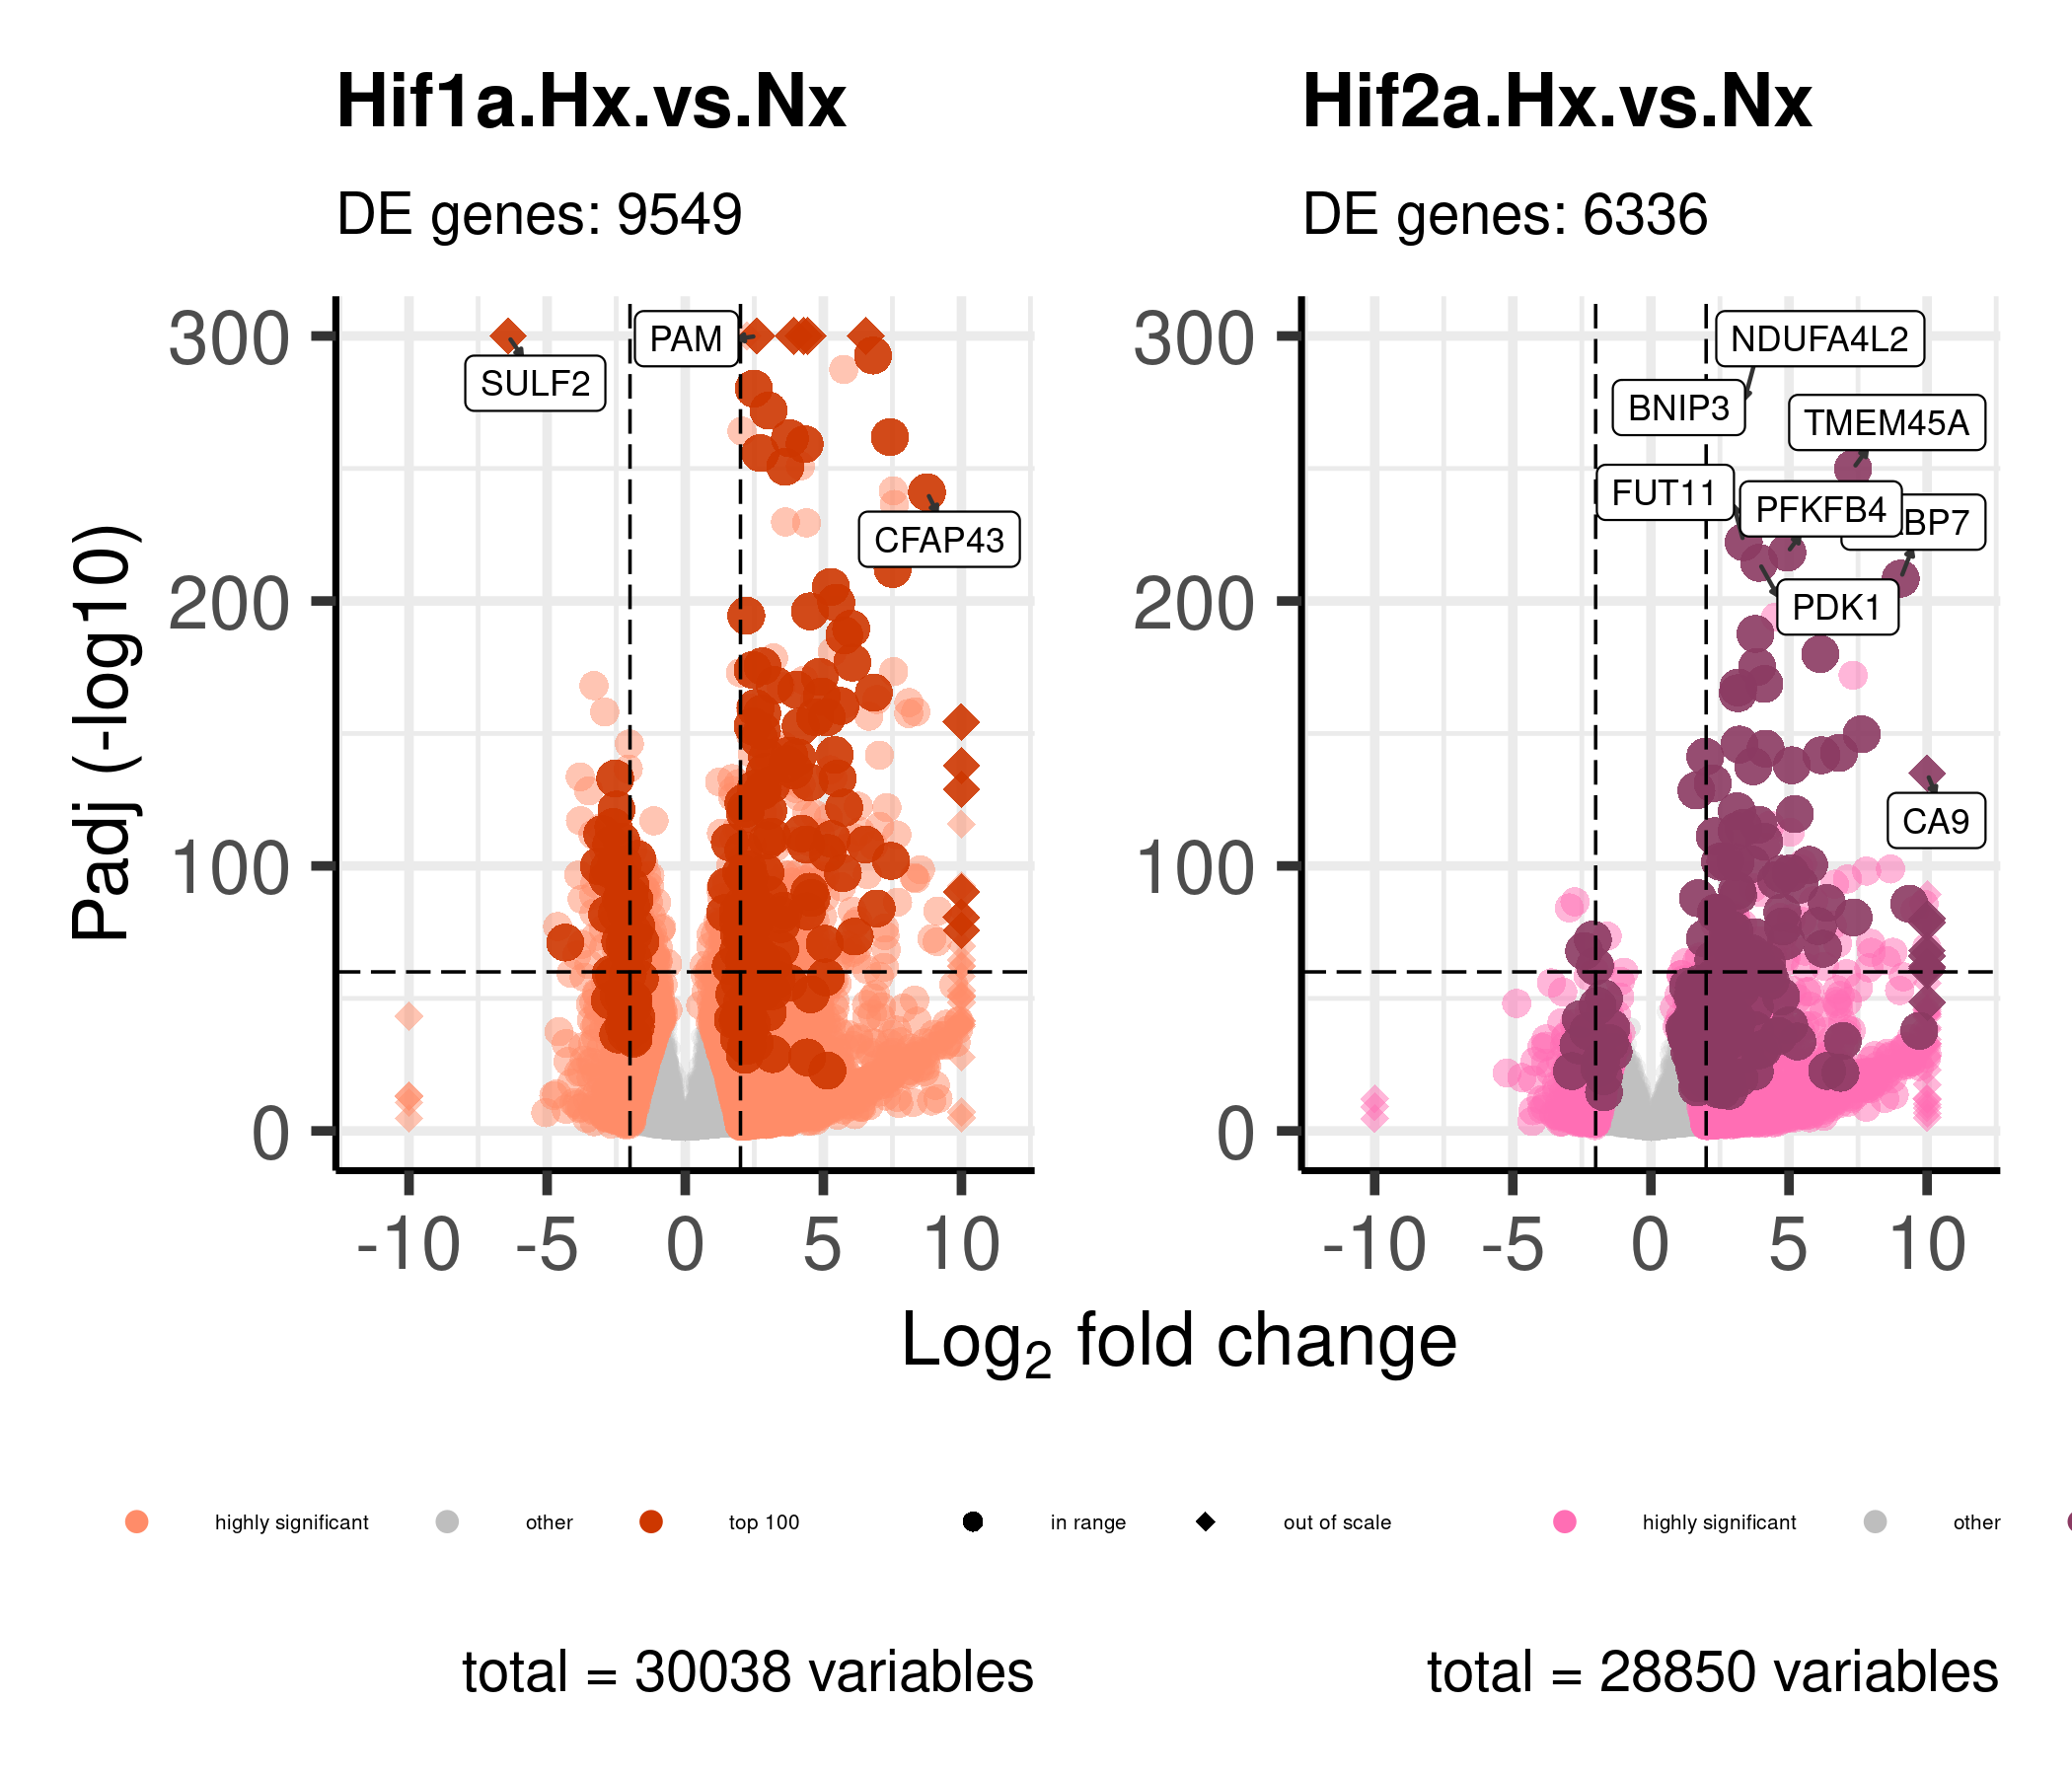 Hif1a.Hx.vs.Nx
Hif2a.Hx.vs.Nx
DE genes: 9549
DE genes: 6336
Padj (-log10)
300
200
100
0
-10
-5
0
5
10
SULF2
PAM
CFAP43
300
200
100
0
-10
-5
0
5
10
NDUFA4L2
BNIP3
TMEM45A
FUT11
PFKFB4
BP7
PDK1
CA9
Log2 fold change
highly significant
other
top 100
in range
out of scale
highly significant
other
total = 30038 variables
total = 28850 variables